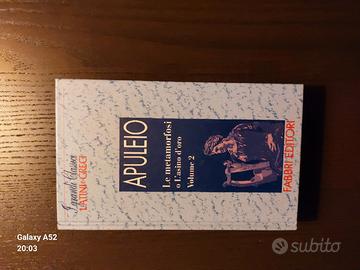 I grandi Classici
LATINI e GRECI
APULEIO
Le metamorfosi
o L'asino d'oro
Volume 2
FABBRI EDITORI
Galaxy A52
20:03
subito